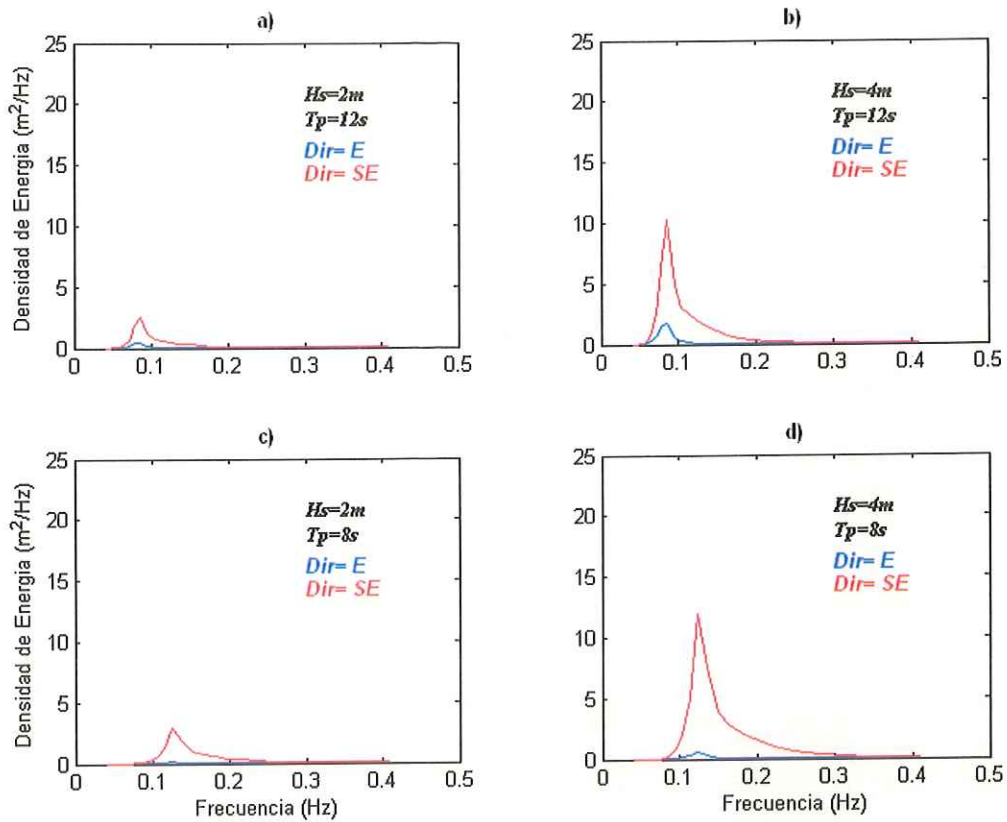 a)
25
20
15
10
5
0
Densidad de Energia (m²/Hz)
Hs=2m
Tp=12s
Dir= E
Dir= SE
0 0.1 0.2 0.3 0.4 0.5
b)
25
20
15
10
5
0
Hs=4m
Tp=12s
Dir= E
Dir= SE
0 0.1 0.2 0.3 0.4 0.5
c)
25
20
15
10
5
0
Densidad de Energia (m²/Hz)
Hs=2m
Tp=8s
Dir= E
Dir= SE
0 0.1 0.2 0.3 0.4 0.5
Frecuencia (Hz)
d)
25
20
15
10
5
0
Hs=4m
Tp=8s
Dir= E
Dir= SE
0 0.1 0.2 0.3 0.4 0.5
Frecuencia (Hz)